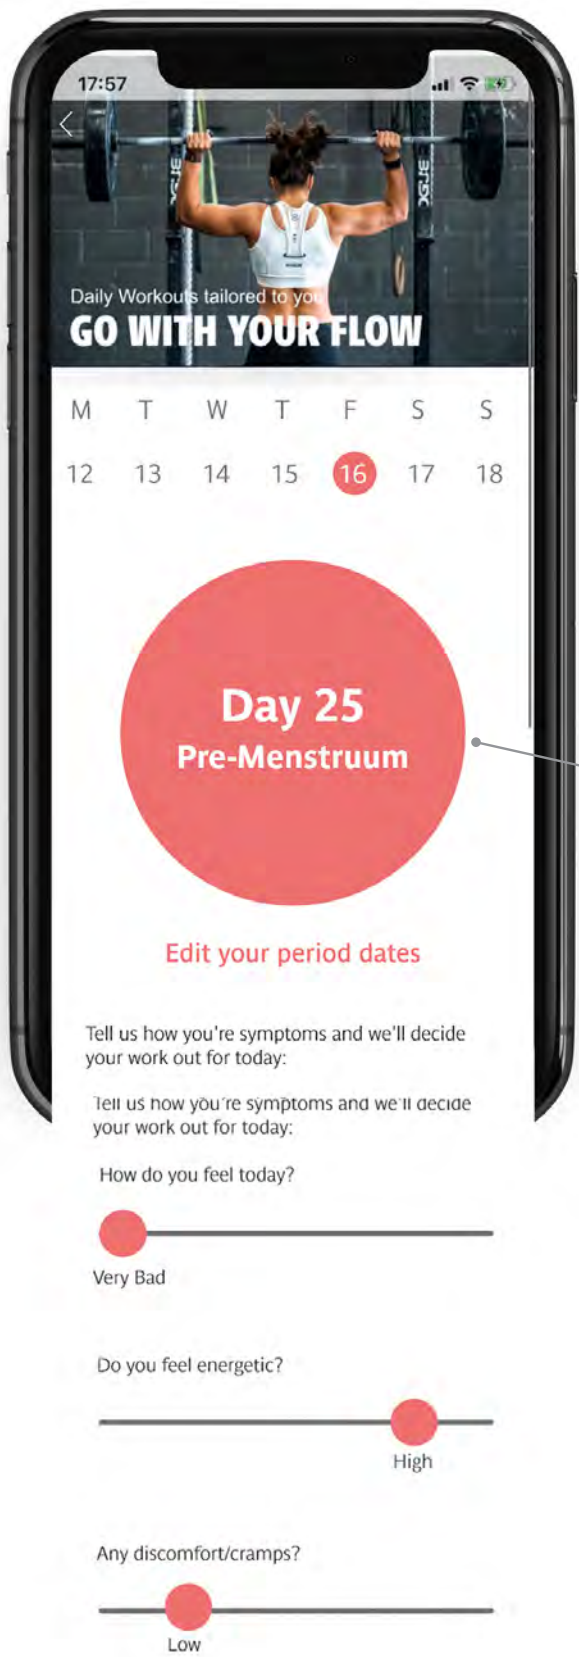 17:57
Daily Workouts tailored to you
GO WITH YOUR FLOW
M T W T F S S
12 13 14 15 16 17 18
Day 25
Pre-Menstruum
Edit your period dates
Tell us how you're symptoms and we'll decide
your work out for today:
Tell us how you're symptoms and we'll decide
your work out for today:
How do you feel today?
Very Bad
Do you feel energetic?
High
Any discomfort/cramps?
Low